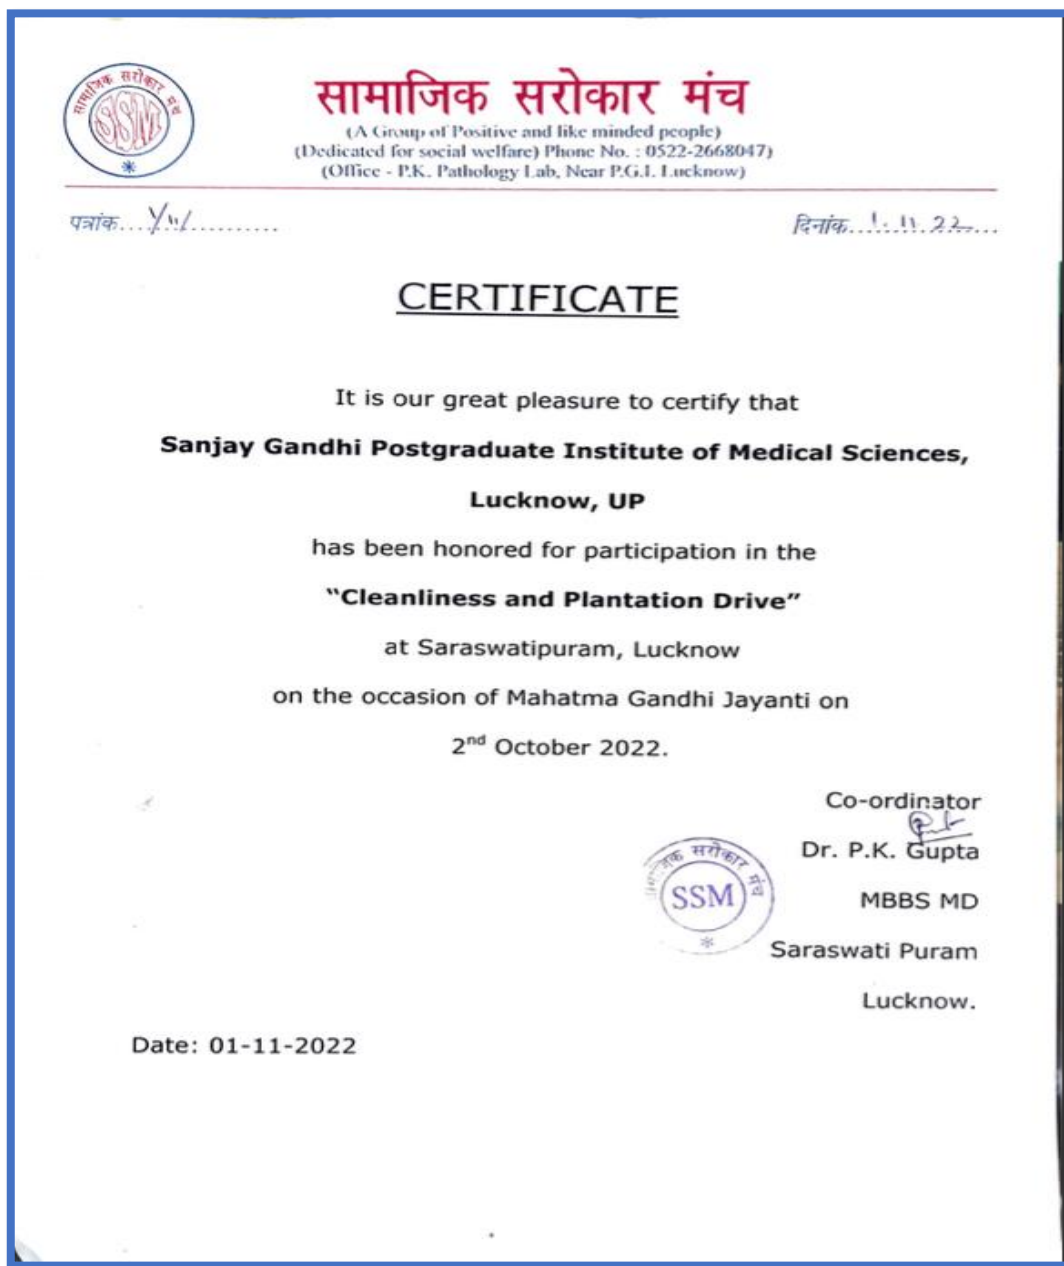 सामाजिक सरोकार मंच
SSM
सामाजिक सरोकार मंच
(A Group of Positive and like minded people)
(Dedicated for social welfare) Phone No. : 0522-2668047)
(Office - P.K. Pathology Lab, Near P.G.I. Lucknow)
पत्रांक.............
दिनांक...1.11.22.....
CERTIFICATE
It is our great pleasure to certify that
Sanjay Gandhi Postgraduate Institute of Medical Sciences,
Lucknow, UP
has been honored for participation in the
“Cleanliness and Plantation Drive”
at Saraswatipuram, Lucknow
on the occasion of Mahatma Gandhi Jayanti on
2nd October 2022.
Co-ordinator
Dr. P.K. Gupta
सामाजिक सरोकार मंच
SSM
MBBS MD
Saraswati Puram
Lucknow.
Date: 01-11-2022